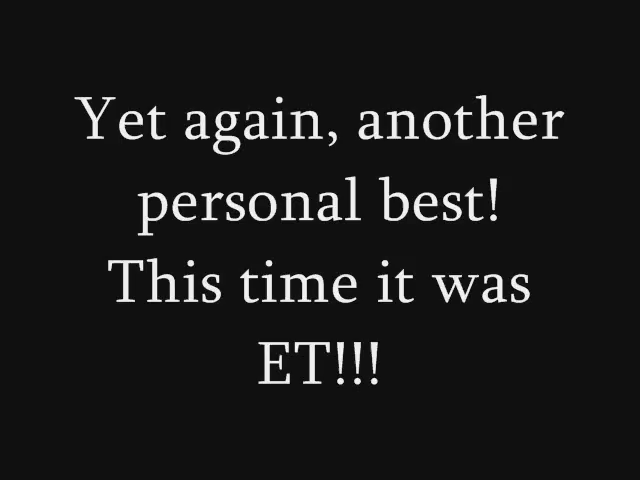 Yet again, another
personal best!
This time it was
ET!!!